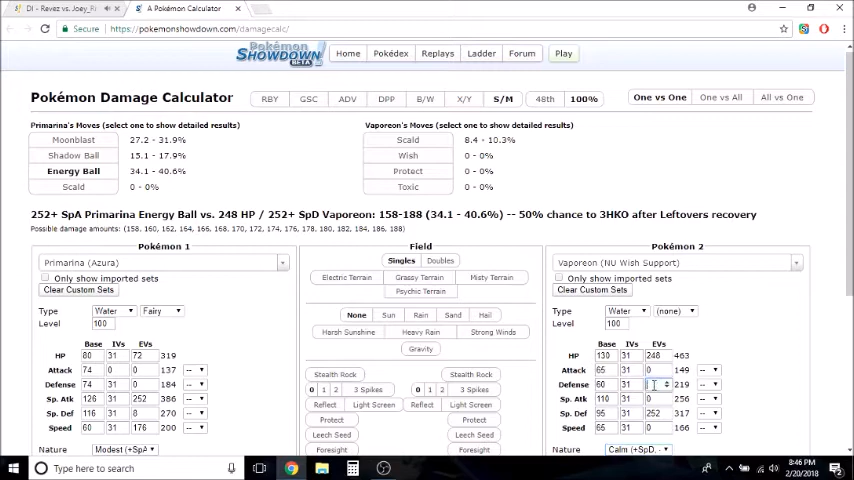 DI - Revez vs. Joey_Ri
A Pokémon Calculator
Secure https://pokemonshowdown.com/damagecalc/
Pokémon SHOWDOWN BETA Home Pokédex Replays Ladder Forum Play
Pokémon Damage Calculator RBY GSC ADV DPP B/W X/Y S/M 48th 100% One vs One One vs All All vs One
Primarina's Moves (select one to show detailed results) Vaporeon's Moves (select one to show detailed results)
Moonblast 27.2 - 31.9% Scald 8.4 - 10.3%
Shadow Ball 15.1 - 17.9% Wish 0 - 0%
Energy Ball 34.1 - 40.6% Protect 0 - 0%
Scald 0 - 0% Toxic 0 - 0%
252+ SpA Primarina Energy Ball vs. 248 HP / 252+ SpD Vaporeon: 158-188 (34.1 - 40.6%) -- 50% chance to 3HKO after Leftovers recovery
Possible damage amounts: (158, 160, 162, 164, 166, 168, 170, 172, 174, 176, 178, 180, 182, 184, 186, 188)
Pokémon 1 Field Pokémon 2
Primarina (Azura) Singles Doubles Vaporeon (NU Wish Support)
Only show imported sets Electric Terrain Grassy Terrain Misty Terrain Only show imported sets
Clear Custom Sets Psychic Terrain Clear Custom Sets
Type Water Fairy None Sun Rain Sand Hail Type Water (none)
Level 100 Harsh Sunshine Heavy Rain Strong Winds Level 100
Gravity
Base IVs EVs Base IVs EVs
HP 80 31 72 319 HP 130 31 248 463
Attack 74 31 0 137 -- Stealth Rock Stealth Rock Attack 65 31 0 149 --
Defense 74 31 0 184 -- 0 1 2 3 Spikes 0 1 2 3 Spikes Defense 60 31 219 --
Sp. Atk 126 31 252 386 -- Reflect Light Screen Reflect Light Screen Sp. Atk 110 31 0 256 --
Sp. Def 116 31 8 270 -- Protect Protect Sp. Def 95 31 252 317 --
Speed 60 31 176 200 -- Leech Seed Leech Seed Speed 65 31 0 166 --
Nature Modest (+SpA, Foresight Foresight Nature Calm (+SpD, -
Type here to search
8:46 PM
2/20/2018
2